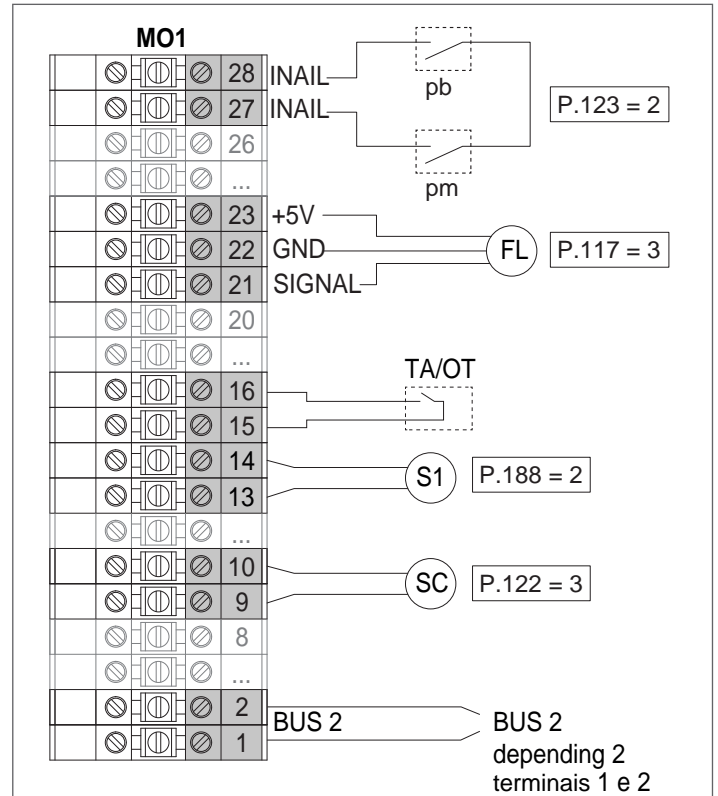 MO1
28 INAIL
pb
27 INAIL
P.123 = 2
26
pm
...
23 +5V
22 GND FL P.117 = 3
21 SIGNAL
20
...
TA/OT
16
15
14
S1 P.188 = 2
13
...
10
SC P.122 = 3
9
8
...
2
BUS 2 BUS 2
1
depending 2
terminais 1 e 2